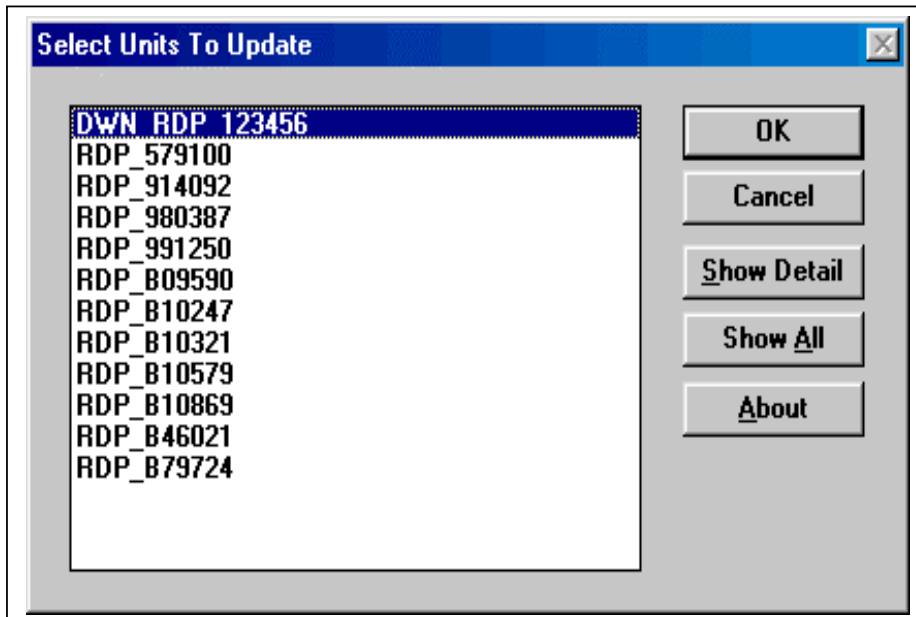 Select Units To Update
DWN_RDP_123456
RDP_579100
RDP_914092
RDP_980387
RDP_991250
RDP_B09590
RDP_B10247
RDP_B10321
RDP_B10579
RDP_B10869
RDP_B46021
RDP_B79724
OK
Cancel
Show Detail
Show All
About